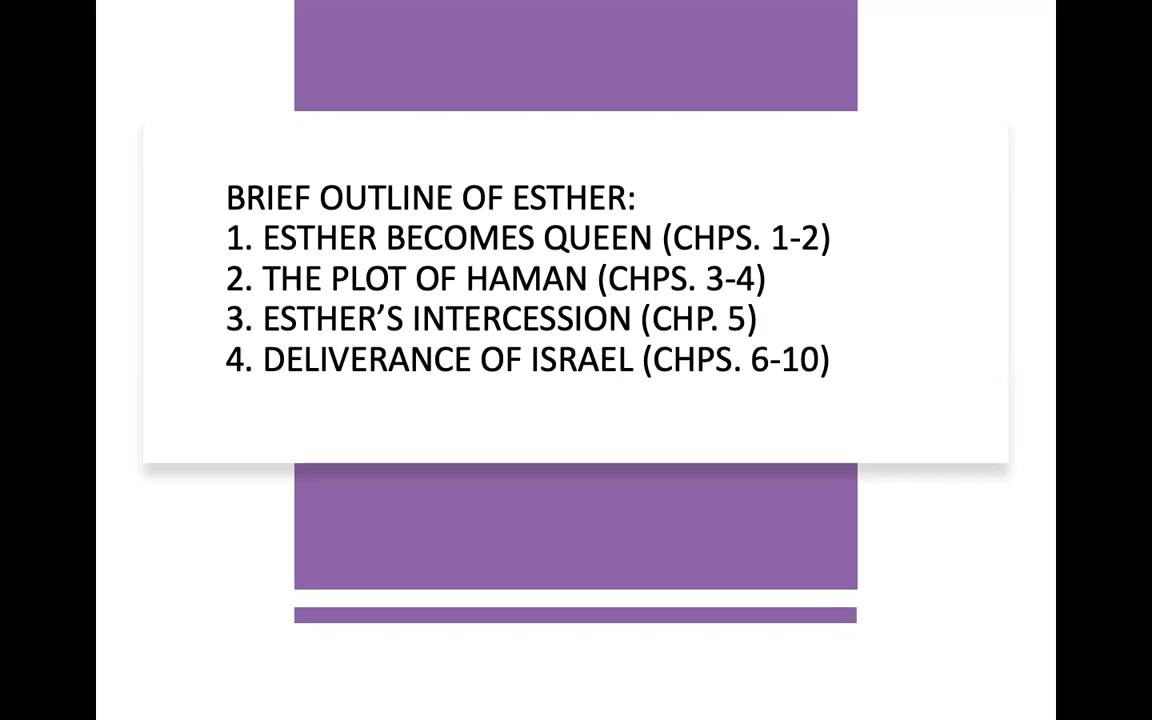 BRIEF OUTLINE OF ESTHER:
1. ESTHER BECOMES QUEEN (CHPS. 1-2)
2. THE PLOT OF HAMAN (CHPS. 3-4)
3. ESTHER’S INTERCESSION (CHP. 5)
4. DELIVERANCE OF ISRAEL (CHPS. 6-10)